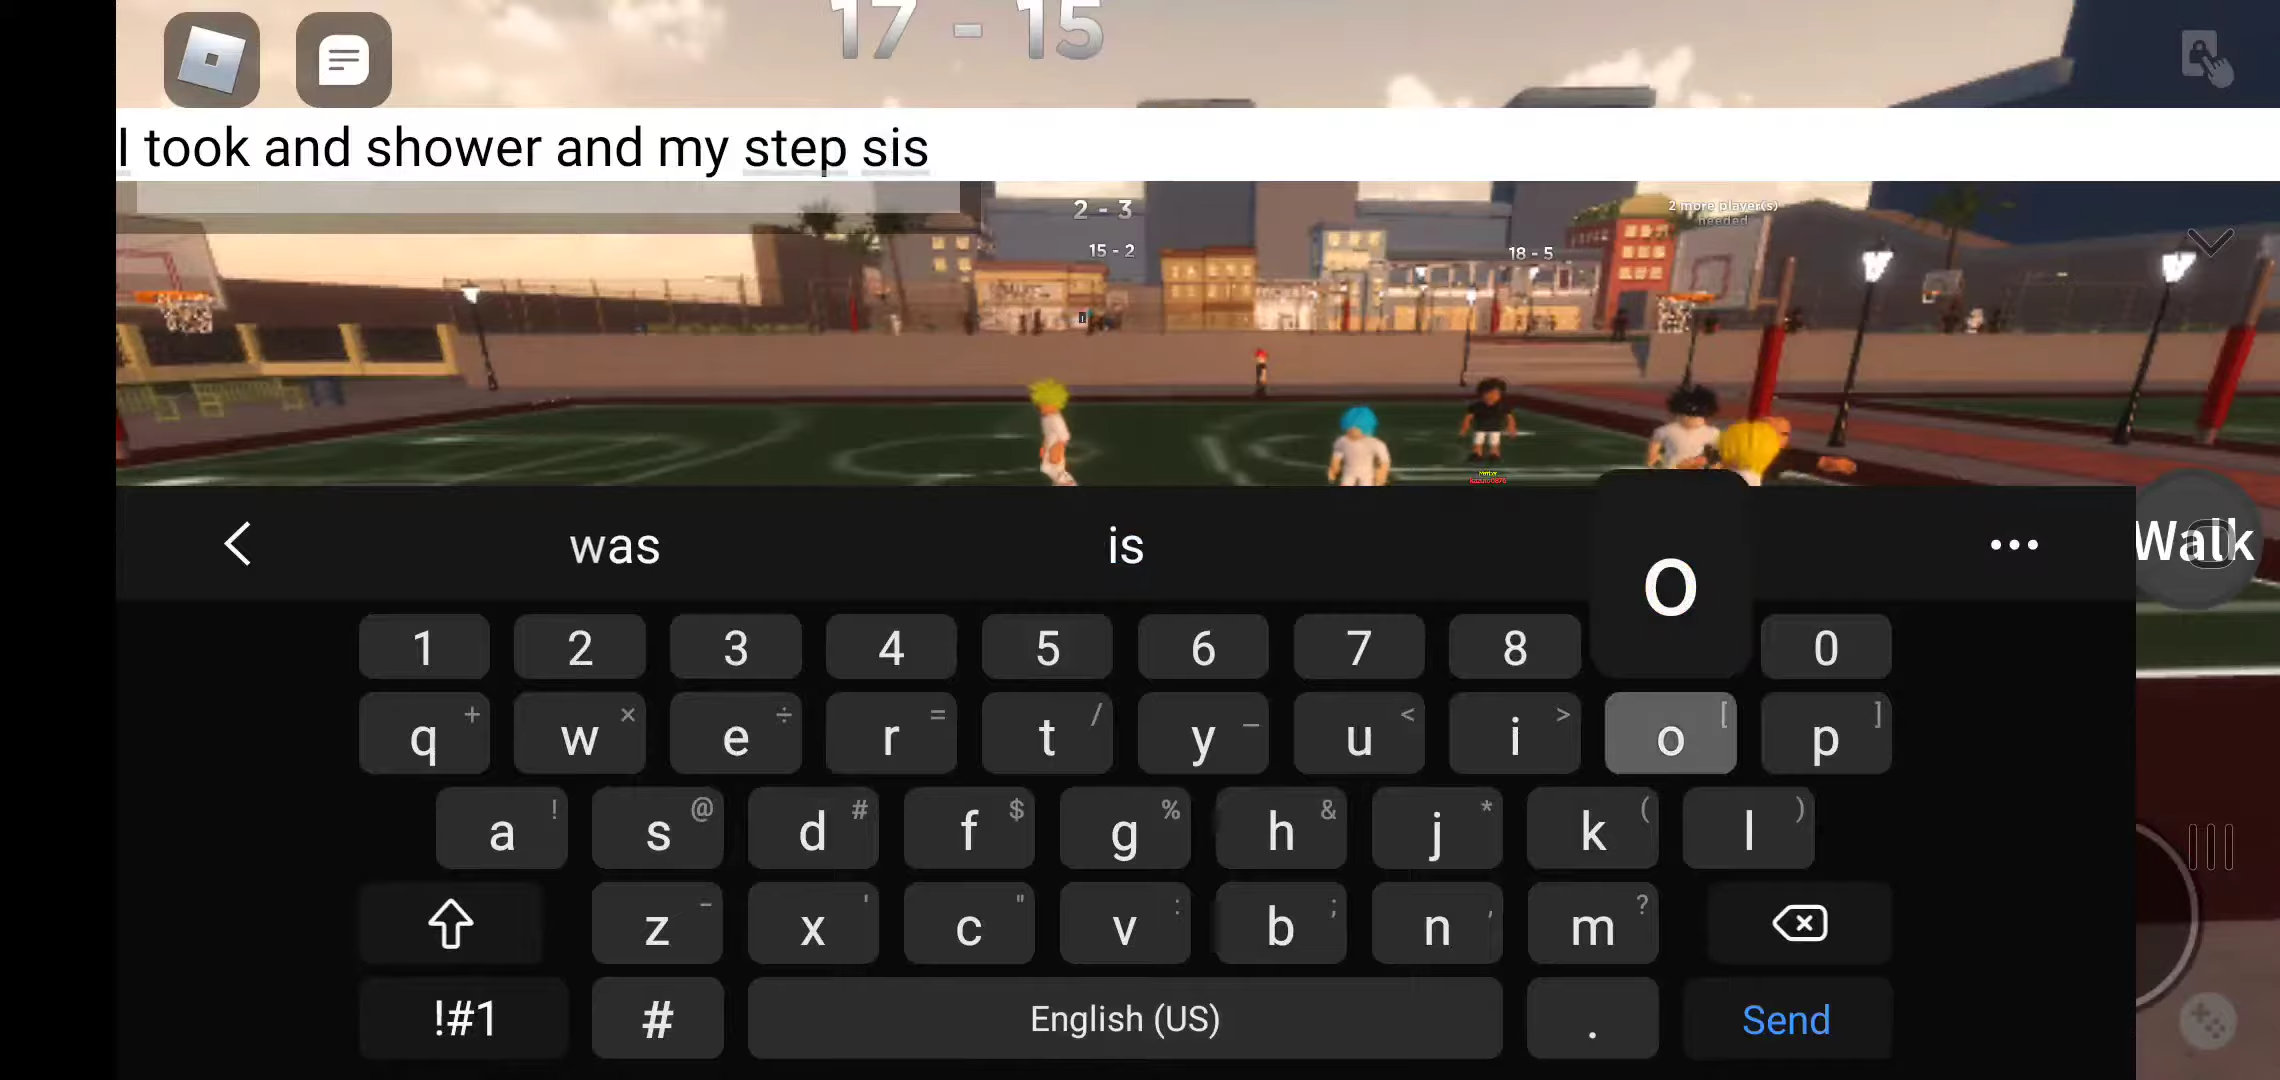 17 - 15
I took and shower and my step sis
2 - 3
2 more player(s)
needed
15 - 2
18 - 5
kazuto0876
was
is
o
Walk
1 2 3 4 5 6 7 8 0
+ × ÷ = / _ < > [ ]
q w e r t y u i o p
! @ # $ % & * ( )
a s d f g h j k l
- ' " : ; , ?
z x c v b n m
!#1 # English (US) . Send